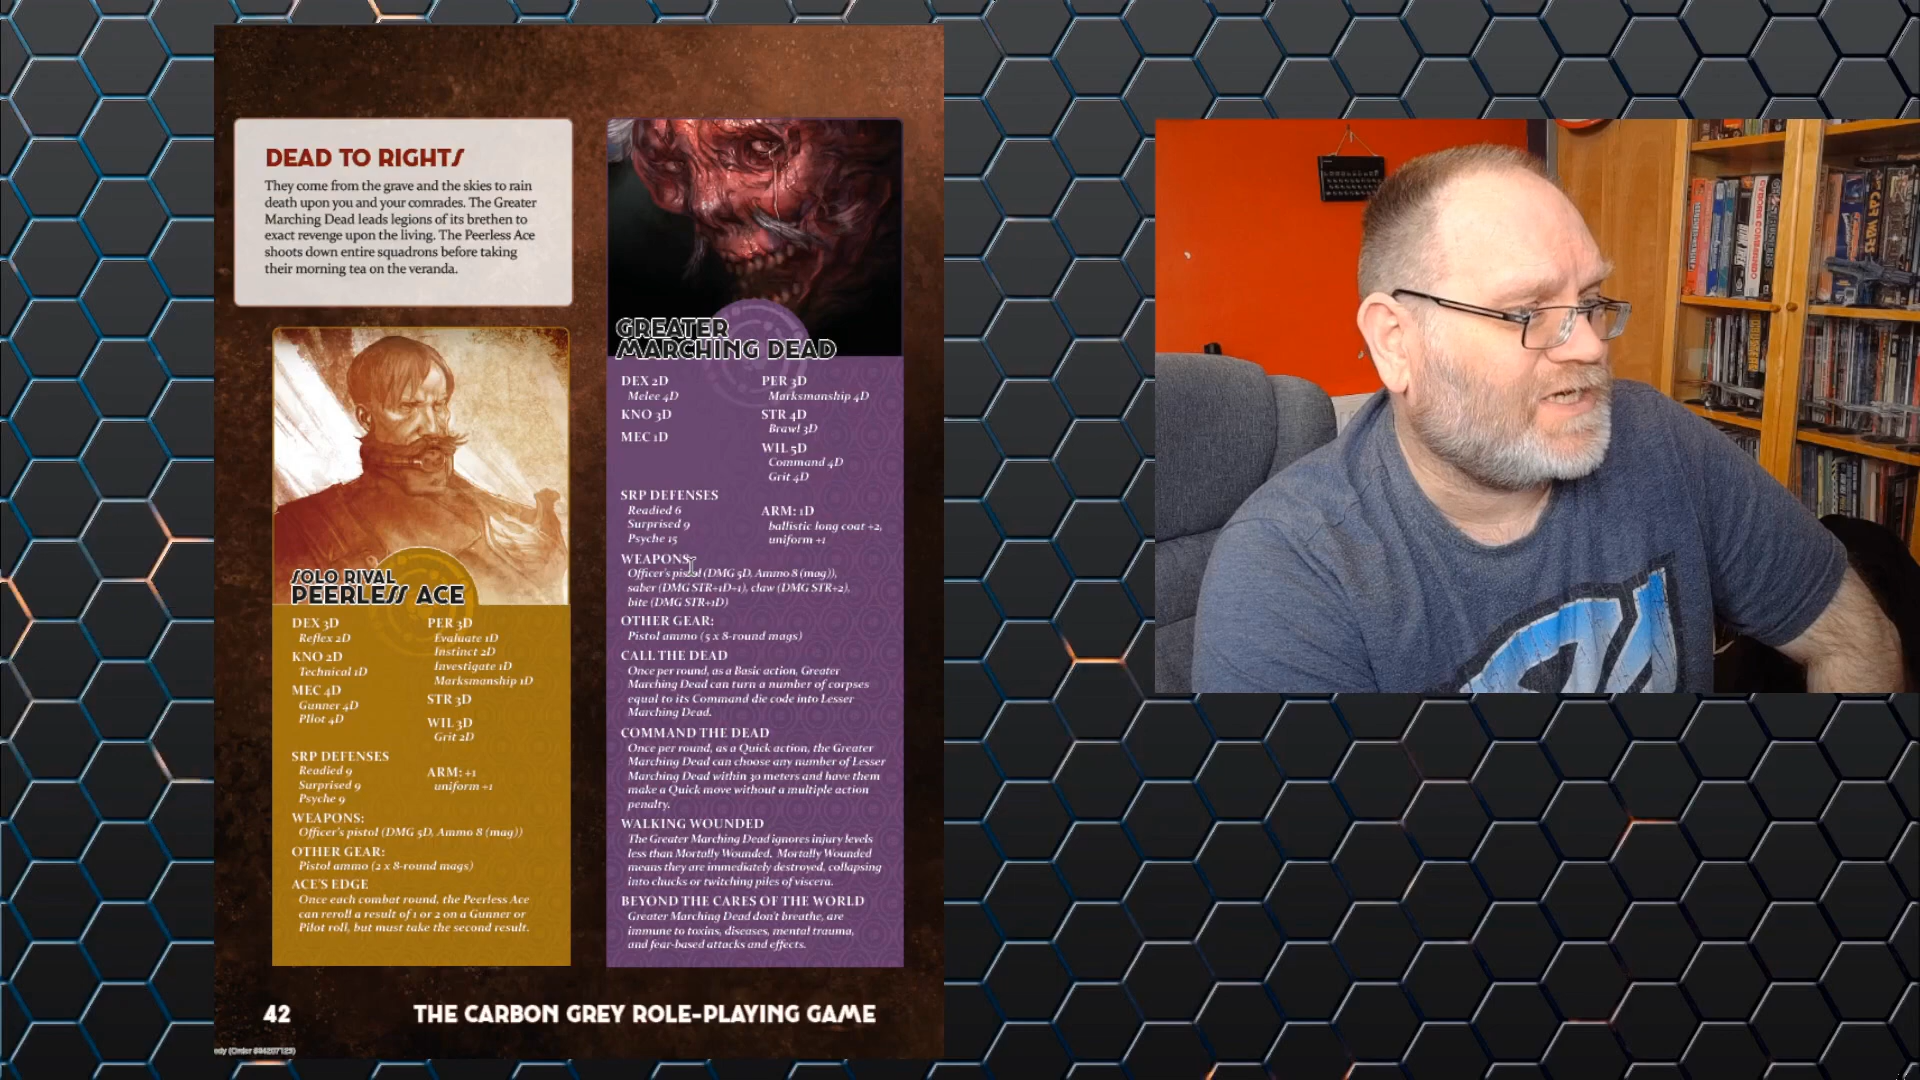 DEAD TO RIGHTS
They come from the grave and the skies to rain
death upon you and your comrades. The Greater
Marching Dead leads legions of its brethen to
exact revenge upon the living. The Peerless Ace
shoots down entire squadrons before taking
their morning tea on the veranda.
SOLO RIVAL
PEERLESS ACE
DEX 3D
Reflex 2D
KNO 2D
Technical 1D
MEC 4D
Gunner 4D
Pilot 4D
PER 3D
Evaluate 1D
Instinct 2D
Investigate 1D
Marksmanship 1D
STR 3D
WIL 3D
Grit 2D
SRP DEFENSES
Readied 9
Surprised 9
Psyche 9
ARM: +1
uniform +1
WEAPONS:
Officer's pistol (DMG 5D, Ammo 8 (mag))
OTHER GEAR:
Pistol ammo (2 x 8-round mags)
ACE'S EDGE
Once each combat round, the Peerless Ace
can reroll a result of 1 or 2 on a Gunner or
Pilot roll, but must take the second result.
GREATER
MARCHING DEAD
DEX 2D
Melee 4D
KNO 3D
MEC 1D
PER 3D
Marksmanship 4D
STR 4D
Brawl 3D
WIL 5D
Command 4D
Grit 4D
SRP DEFENSES
Readied 6
Surprised 9
Psyche 15
ARM: 1D
ballistic long coat +2,
uniform +1
WEAPONS:
Officer's pistol (DMG 5D, Ammo 8 (mag)),
saber (DMG STR+1D+1), claw (DMG STR+2),
bite (DMG STR+1D)
OTHER GEAR:
Pistol ammo (5 x 8-round mags)
CALL THE DEAD
Once per round, as a Basic action, Greater
Marching Dead can turn a number of corpses
equal to its Command die code into Lesser
Marching Dead.
COMMAND THE DEAD
Once per round, as a Quick action, the Greater
Marching Dead can choose any number of Lesser
Marching Dead within 30 meters and have them
make a Quick move without a multiple action
penalty.
WALKING WOUNDED
The Greater Marching Dead ignores injury levels
less than Mortally Wounded. Mortally Wounded
means they are immediately destroyed, collapsing
into chucks or twitching piles of viscera.
BEYOND THE CARES OF THE WORLD
Greater Marching Dead don't breathe, are
immune to toxins, diseases, mental trauma,
and fear-based attacks and effects.
42
THE CARBON GREY ROLE-PLAYING GAME